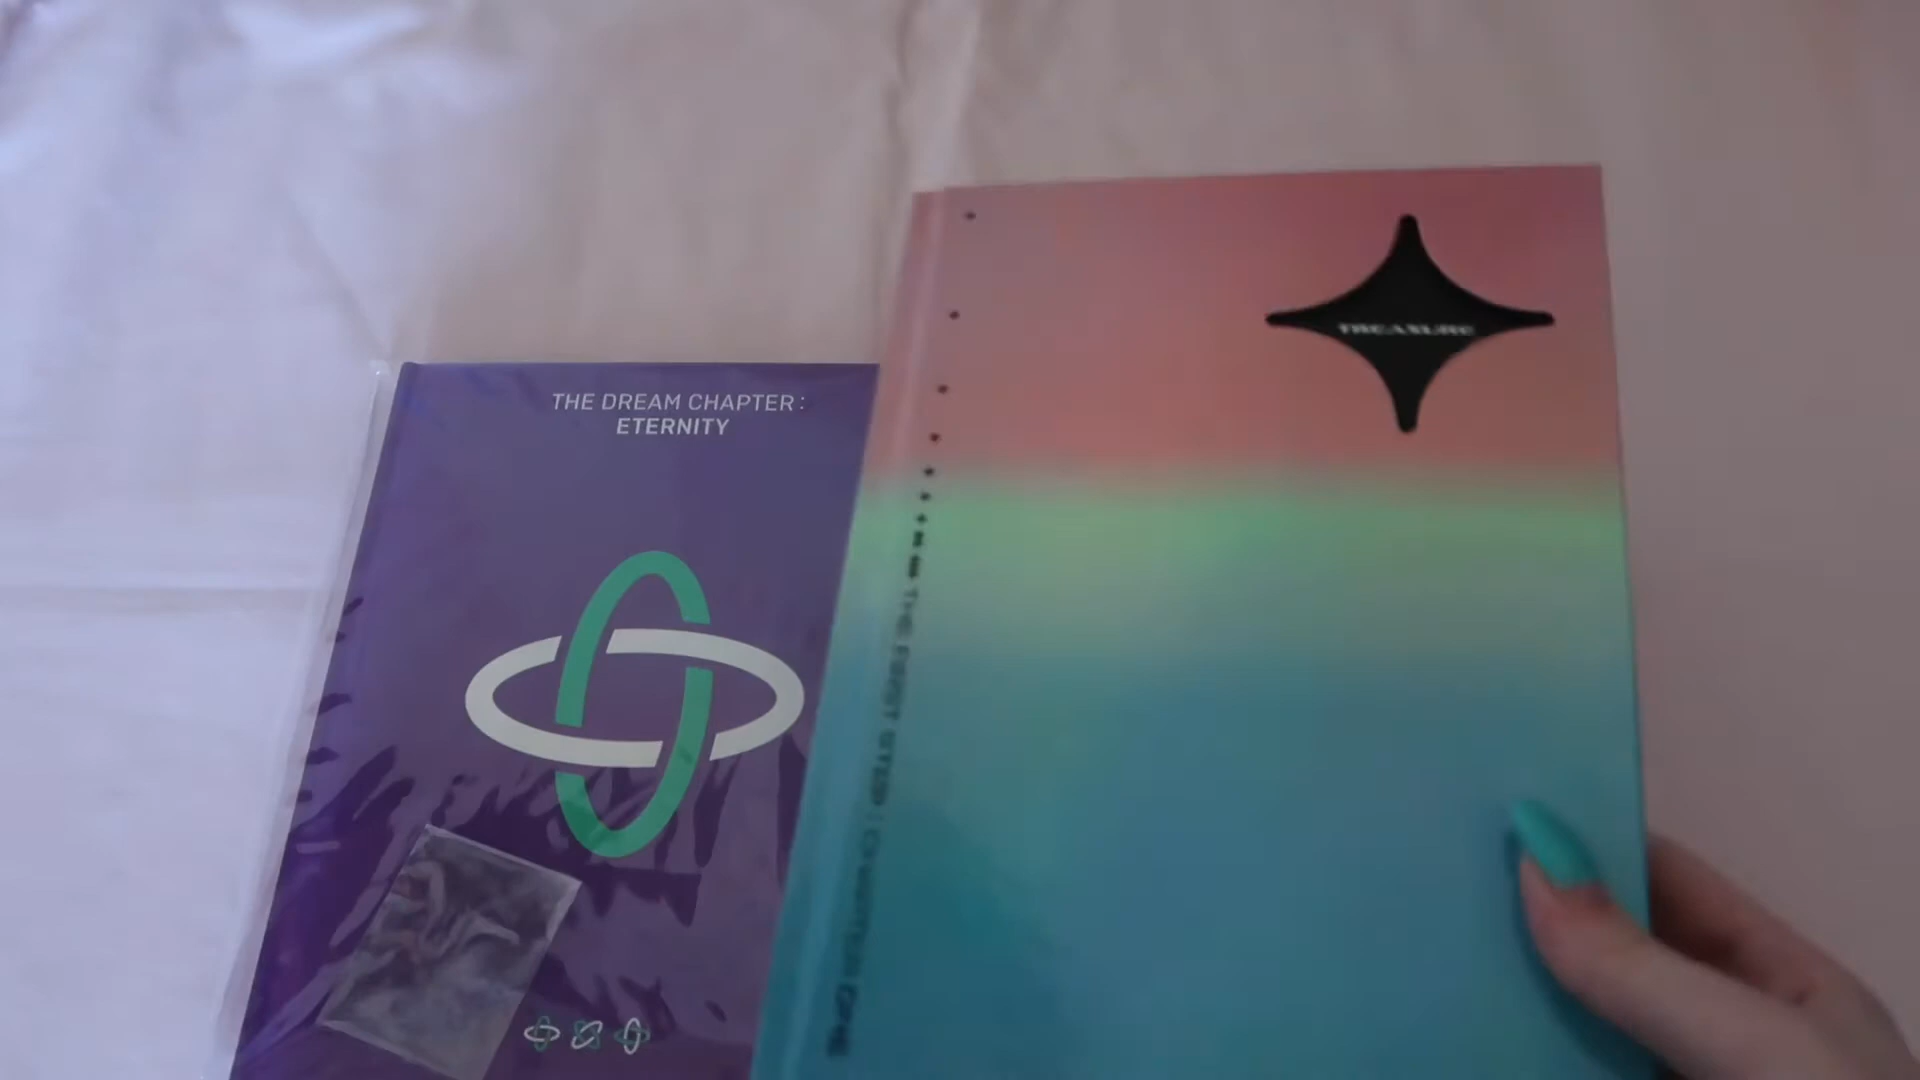 THE DREAM CHAPTER:
ETERNITY
TREASURE
THE FIRST STEP : CHAPTER ONE